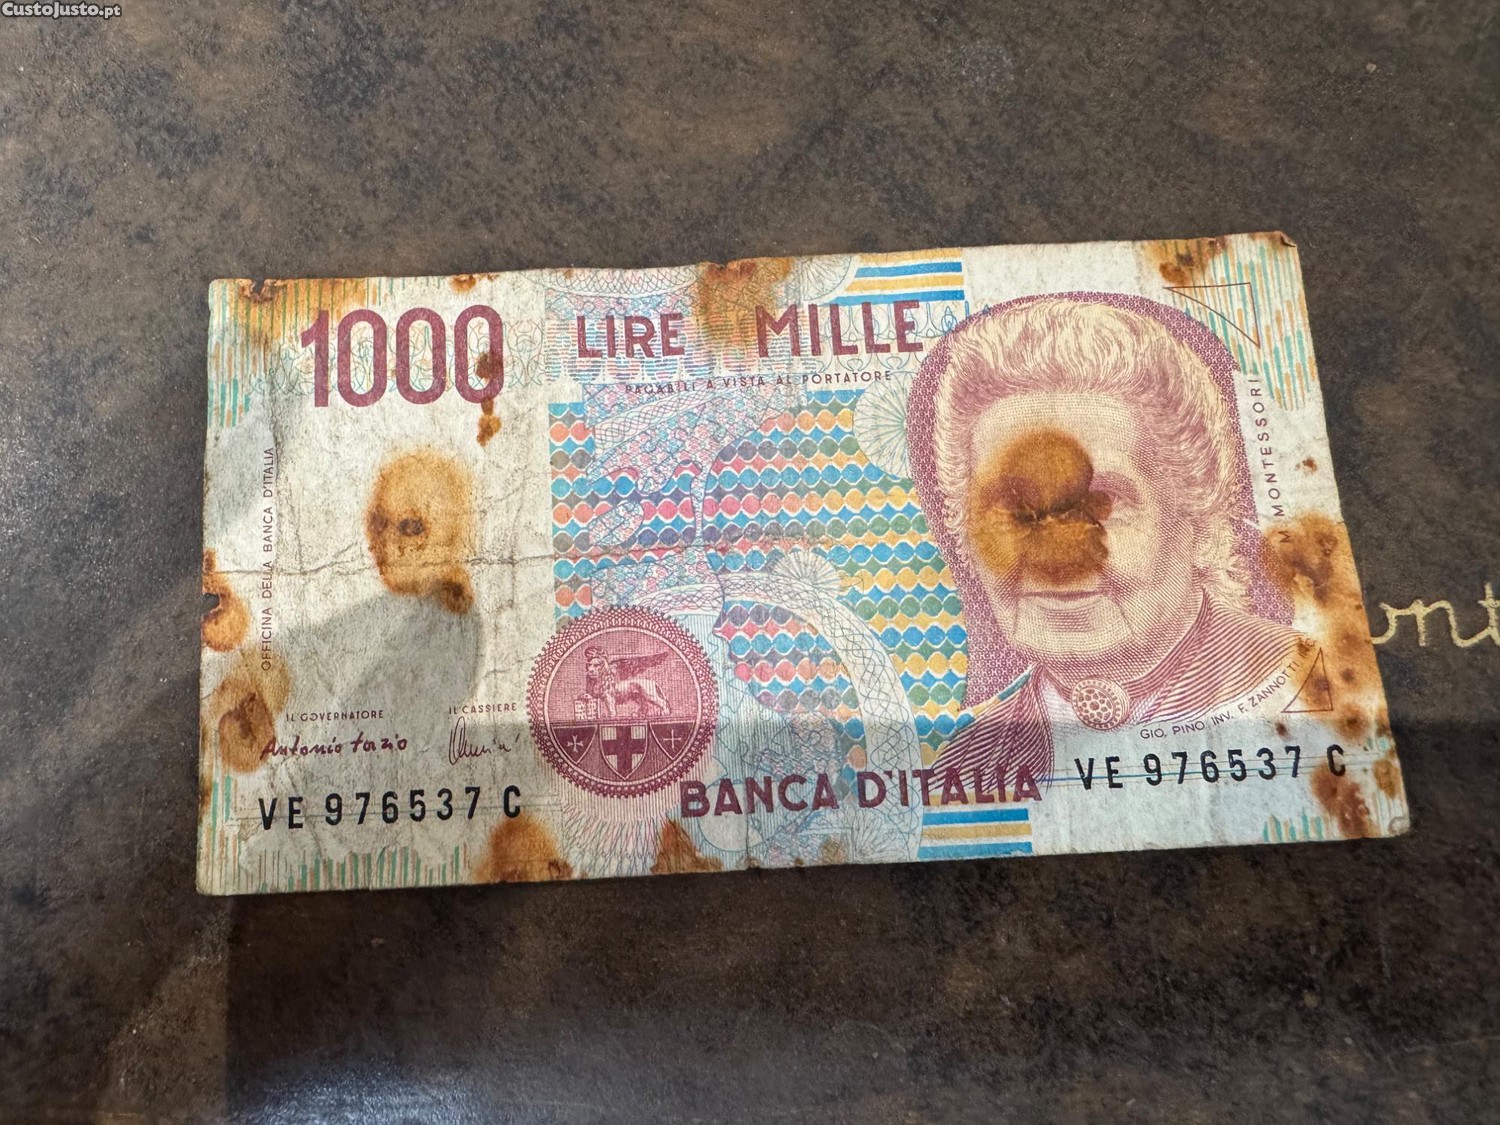 CustoJusto.pt
1000
LIRE MILLE
PAGABILI A VISTA AL PORTATORE
OFFICINA DELLA BANCA D'ITALIA
M MONTESSORI
IL GOVERNATORE
IL CASSIERE
Antonio Fazio
GIO. PINO. INV. F. ZANNOTTI
BANCA D'ITALIA
VE 976537 C
VE 976537 C